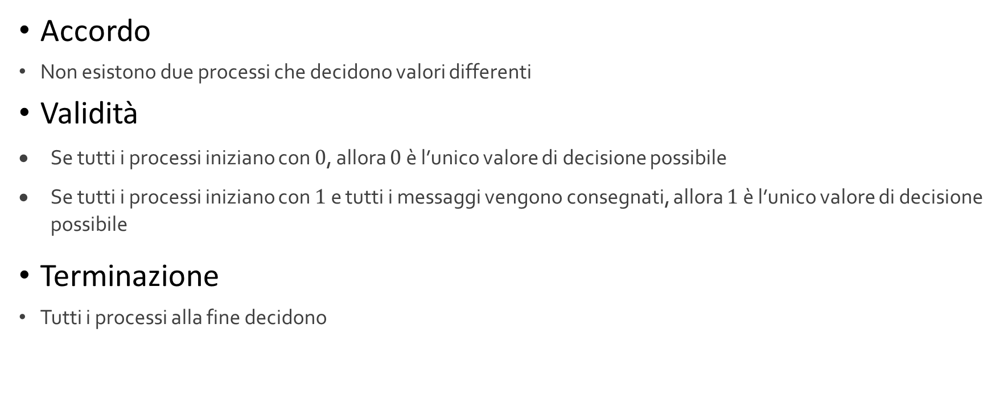 • Accordo
• Non esistono due processi che decidono valori differenti
• Validità
• Se tutti i processi iniziano con 0, allora 0 è l’unico valore di decisione possibile
• Se tutti i processi iniziano con 1 e tutti i messaggi vengono consegnati, allora 1 è l’unico valore di decisione
possibile
• Terminazione
• Tutti i processi alla fine decidono